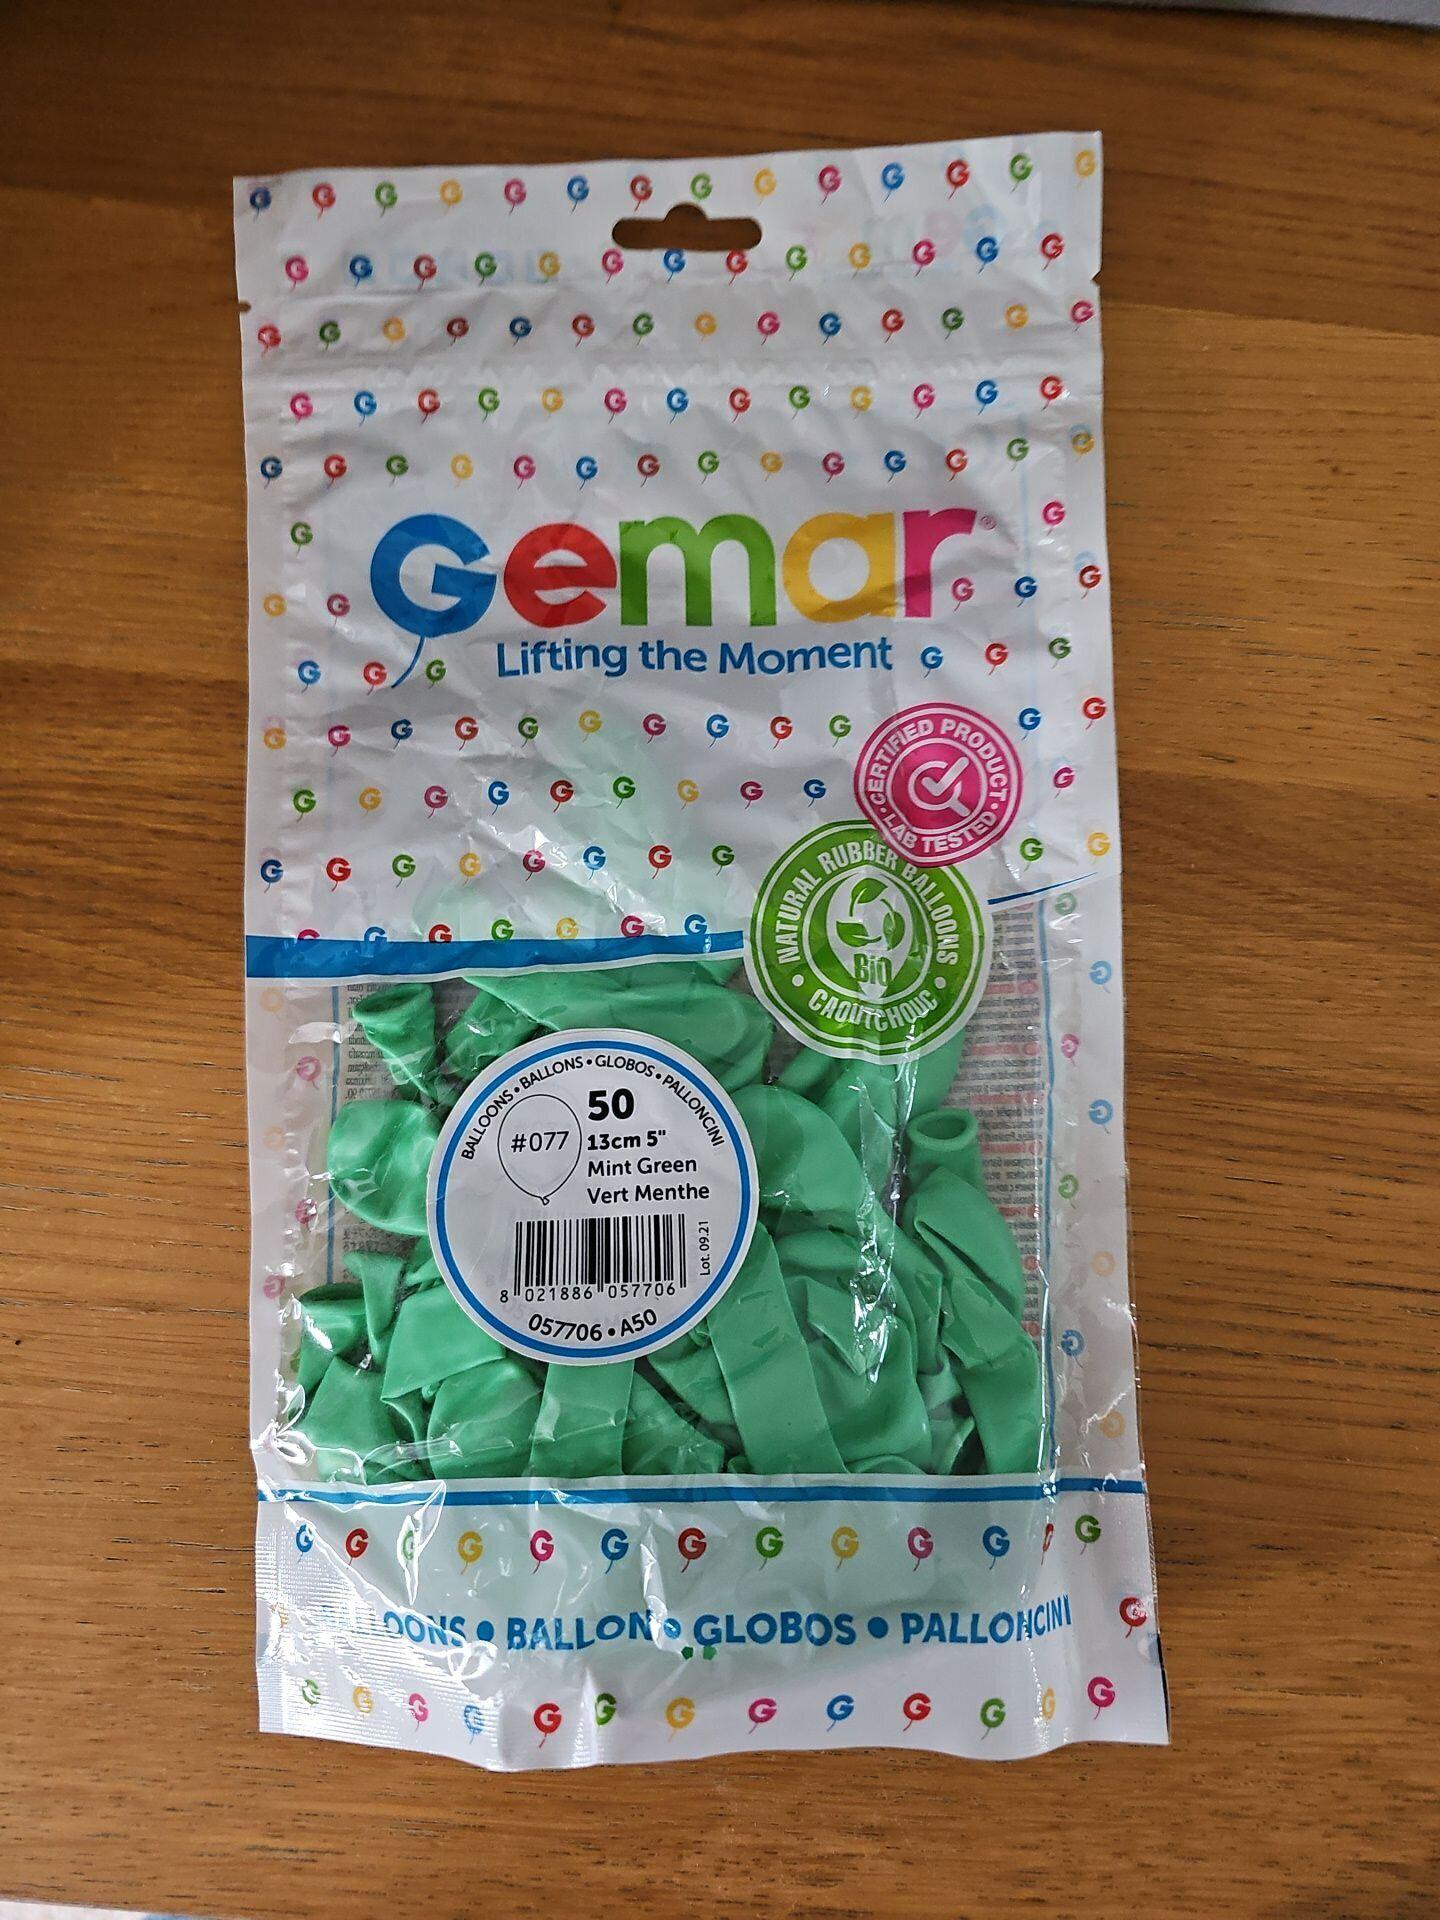 Gemar®
Lifting the Moment
CERTIFIED PRODUCT • LAB TESTED •
NATURAL RUBBER BALLOONS • CAOUTCHOUC •
Bio
BALLOONS • BALLONS • GLOBOS • PALLONCINI
#077
50
13cm 5"
Mint Green
Vert Menthe
Lot. 09.21
8 021886 057706
057706 • A50
BALLOONS • BALLON • GLOBOS • PALLONCINI